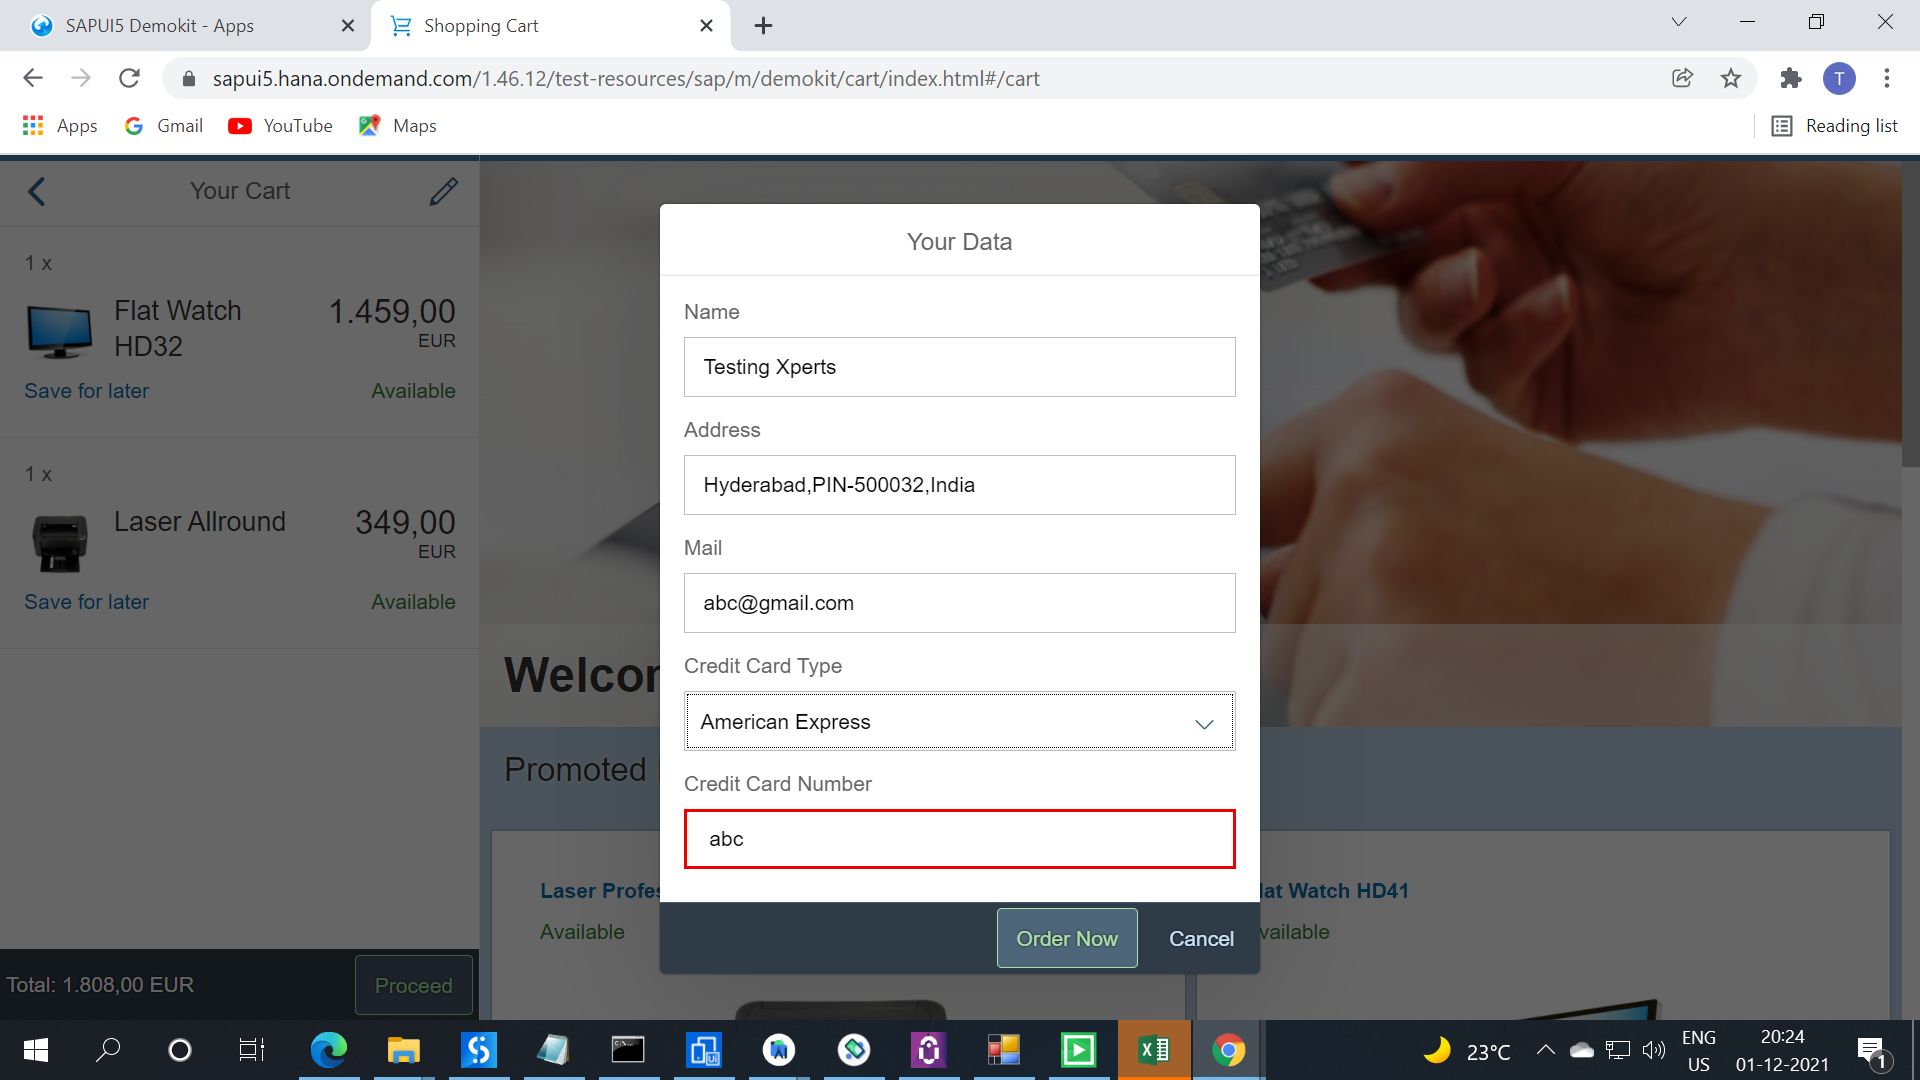 SAPUI5 Demokit - Apps
Shopping Cart
sapui5.hana.ondemand.com/1.46.12/test-resources/sap/m/demokit/cart/index.html#/cart
T
Apps
Gmail
YouTube
Maps
Reading list
Your Cart
1 x
Flat Watch HD32
1.459,00
EUR
Save for later
Available
1 x
Laser Allround
349,00
EUR
Save for later
Available
Total: 1.808,00 EUR
Proceed
Your Data
Name
Testing Xperts
Address
Hyderabad,PIN-500032,India
Mail
abc@gmail.com
Credit Card Type
American Express
Credit Card Number
abc
Order Now
Cancel
Welcor
Promoted
Laser Profes
Available
lat Watch HD41
vailable
23°C
ENG
US
20:24
01-12-2021
1